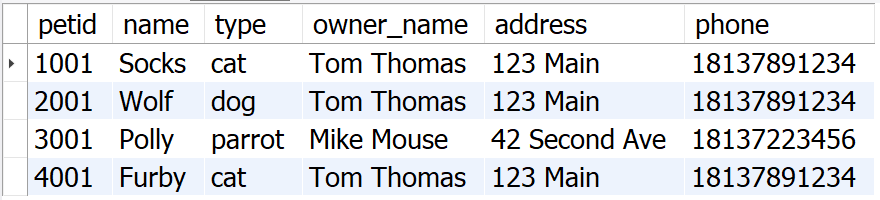 petid name type owner_name address phone
1001 Socks cat Tom Thomas 123 Main 18137891234
2001 Wolf dog Tom Thomas 123 Main 18137891234
3001 Polly parrot Mike Mouse 42 Second Ave 18137223456
4001 Furby cat Tom Thomas 123 Main 18137891234